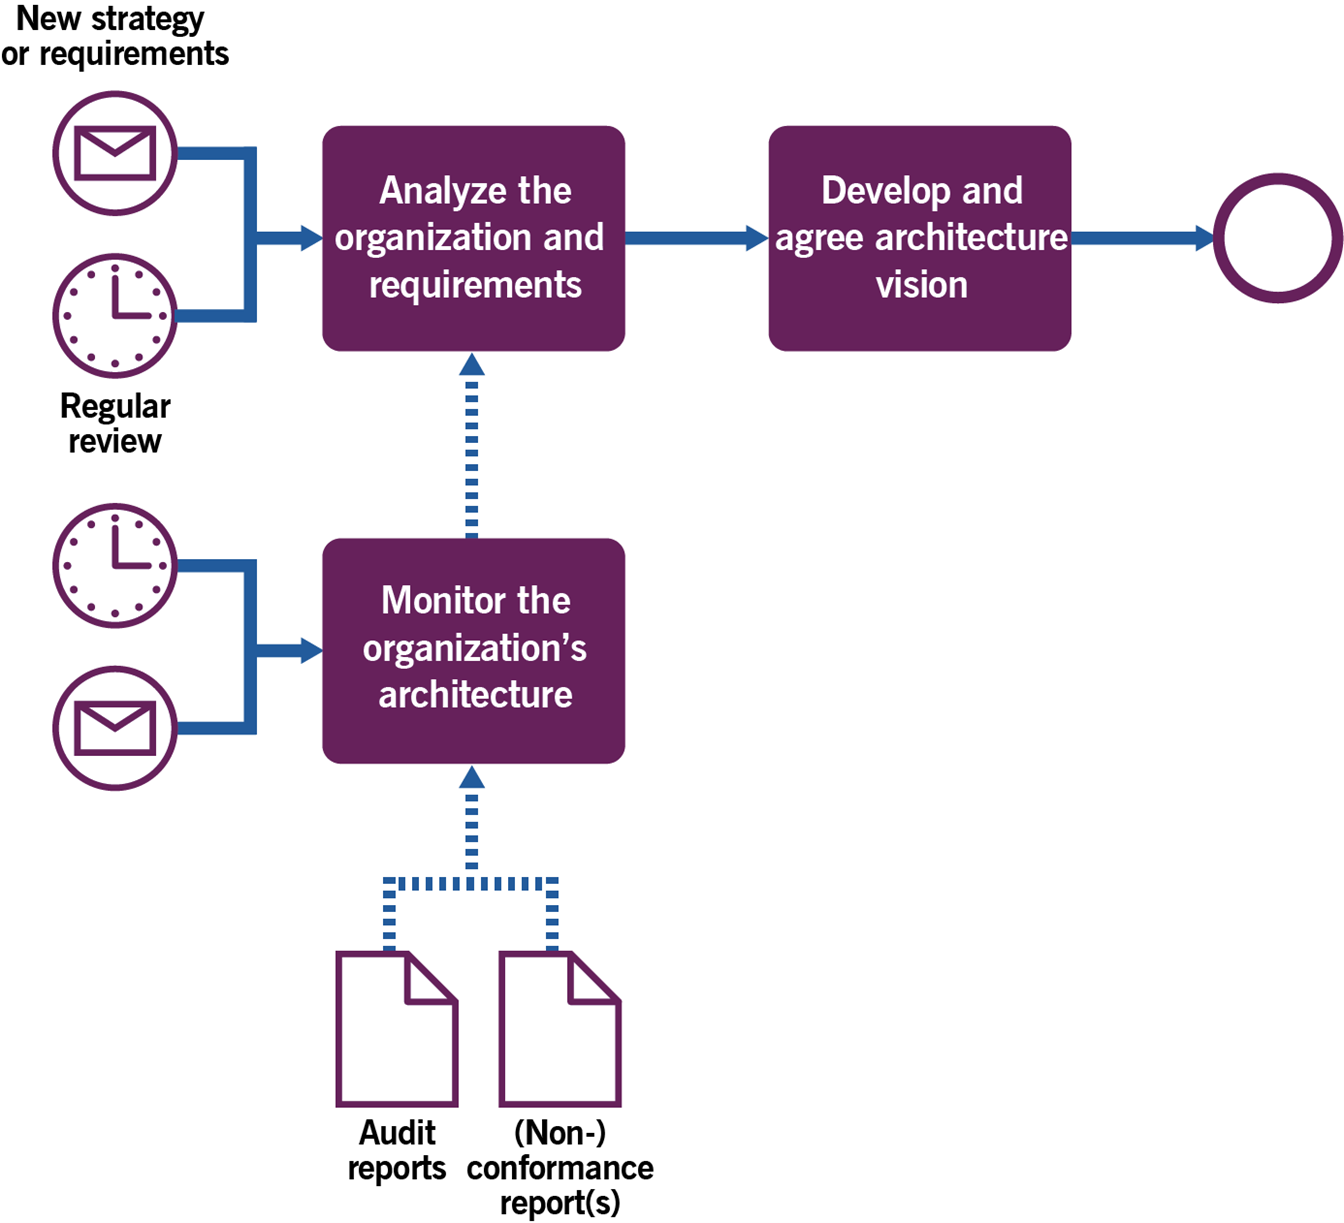 New strategy
or requirements
Analyze the
organization and
requirements
Develop and
agree architecture
vision
Regular
review
Monitor the
organization’s
architecture
Audit
reports
(Non-)
conformance
report(s)